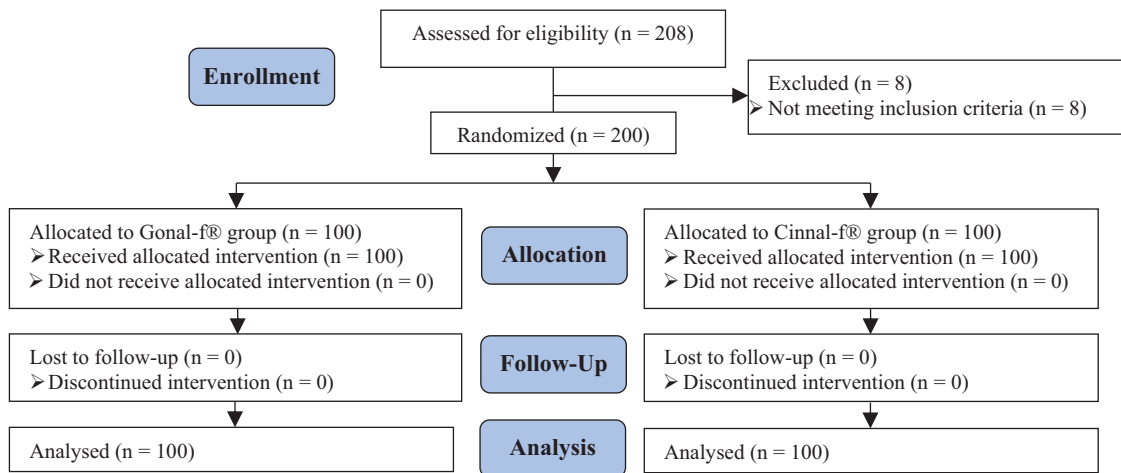 Assessed for eligibility (n = 208)
Enrollment
Excluded (n = 8)
➢ Not meeting inclusion criteria (n = 8)
Randomized (n = 200)
Allocated to Gonal-f® group (n = 100)
➢ Received allocated intervention (n = 100)
➢ Did not receive allocated intervention (n = 0)
Allocation
Allocated to Cinnal-f® group (n = 100)
➢ Received allocated intervention (n = 100)
➢ Did not receive allocated intervention (n = 0)
Lost to follow-up (n = 0)
➢ Discontinued intervention (n = 0)
Follow-Up
Lost to follow-up (n = 0)
➢ Discontinued intervention (n = 0)
Analysed (n = 100)
Analysis
Analysed (n = 100)